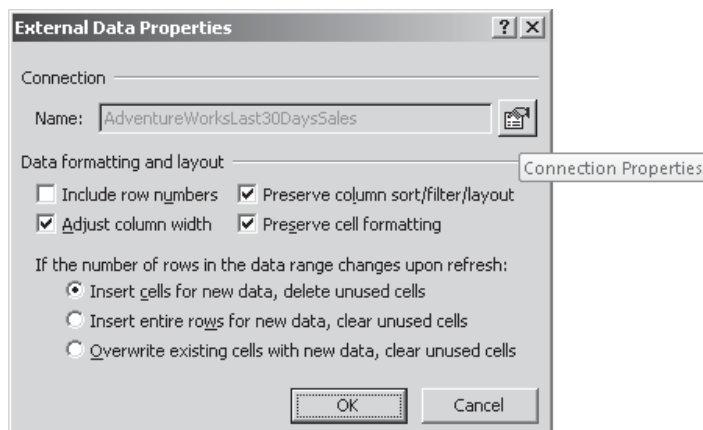 External Data Properties
Connection
Name: AdventureWorksLast30DaysSales
Connection Properties
Data formatting and layout
Include row numbers Preserve column sort/filter/layout
Adjust column width Preserve cell formatting
If the number of rows in the data range changes upon refresh:
Insert cells for new data, delete unused cells
Insert entire rows for new data, clear unused cells
Overwrite existing cells with new data, clear unused cells
OK Cancel